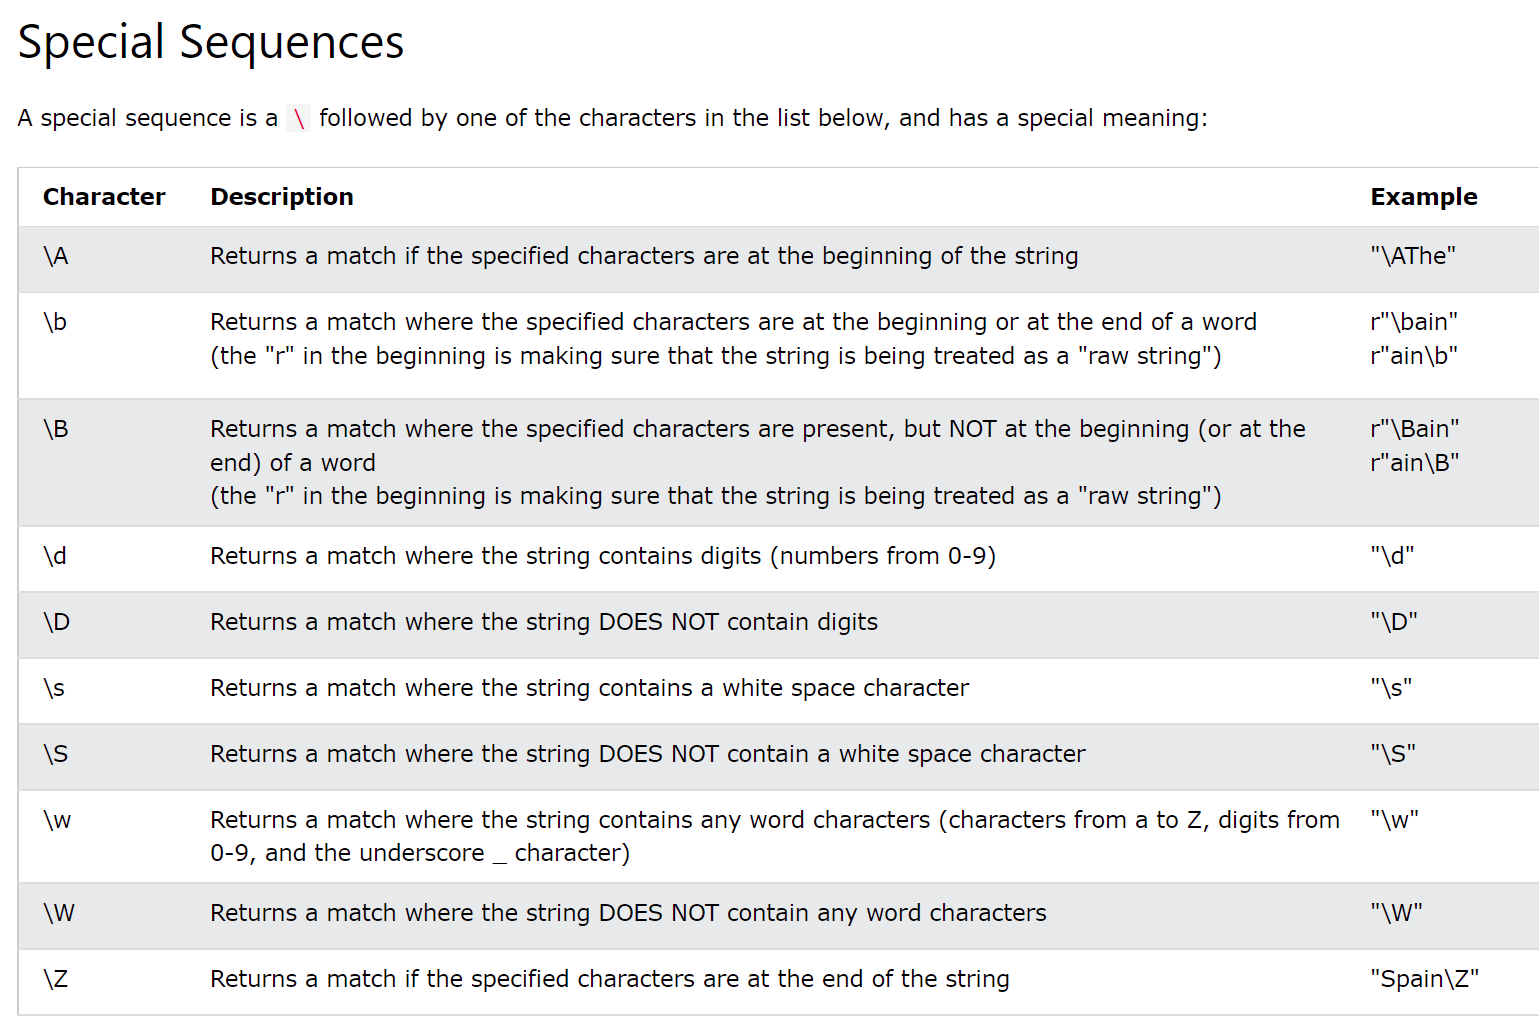 Special Sequences
A special sequence is a \ followed by one of the characters in the list below, and has a special meaning:
Character Description Example
\A Returns a match if the specified characters are at the beginning of the string "\AThe"
\b Returns a match where the specified characters are at the beginning or at the end of a word r"\bain"
(the "r" in the beginning is making sure that the string is being treated as a "raw string") r"ain\b"
\B Returns a match where the specified characters are present, but NOT at the beginning (or at the r"\Bain"
end) of a word r"ain\B"
(the "r" in the beginning is making sure that the string is being treated as a "raw string")
\d Returns a match where the string contains digits (numbers from 0-9) "\d"
\D Returns a match where the string DOES NOT contain digits "\D"
\s Returns a match where the string contains a white space character "\s"
\S Returns a match where the string DOES NOT contain a white space character "\S"
\w Returns a match where the string contains any word characters (characters from a to Z, digits from "\w"
0-9, and the underscore _ character)
\W Returns a match where the string DOES NOT contain any word characters "\W"
\Z Returns a match if the specified characters are at the end of the string "Spain\Z"